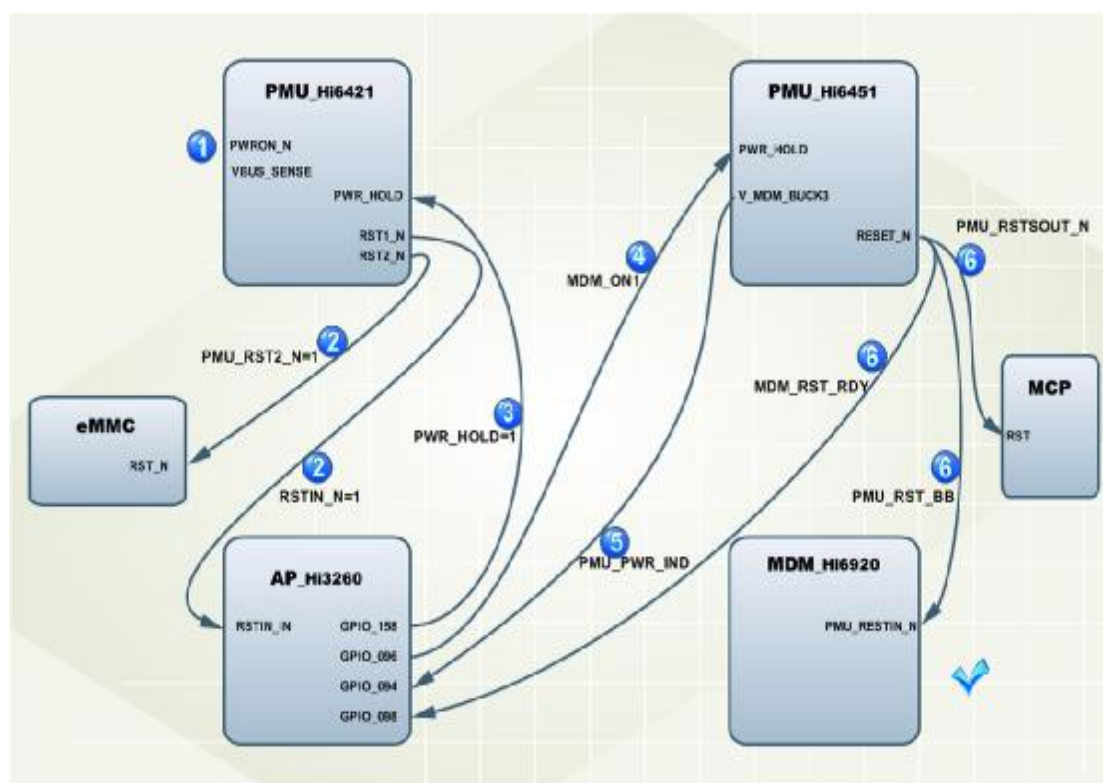 PMU_Hi6421
1
PWRON_N
VBUS_SENSE
PWR_HOLD
RST1_N
RST2_N
PMU_Hi6451
PWR_HOLD
V_MDM_BUCK3
RESET_N
PMU_RSTSOUT_N
6
4
MDM_ON1
2
PMU_RST2_N=1
6
MDM_RST_RDY
MCP
RST
eMMC
RST_N
3
PWR_HOLD=1
2
RSTIN_N=1
6
PMU_RST_BB
5
PMU_PWR_IND
AP_Hi3260
RSTIN_IN
GPIO_158
GPIO_096
GPIO_094
GPIO_098
MDM_Hi6920
PMU_RESTIN_N